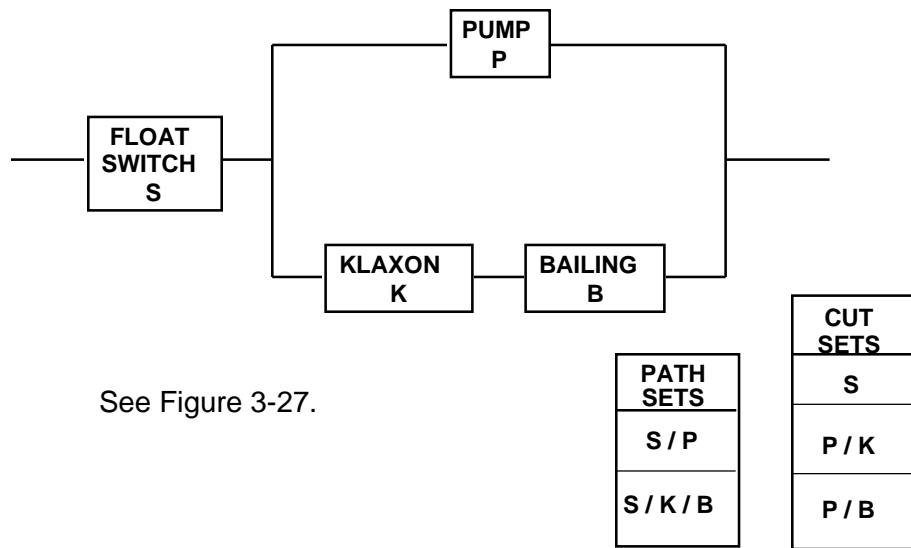 PUMP
P
FLOAT
SWITCH
S
KLAXON
K
BAILING
B
See Figure 3-27.
PATH
SETS
S / P
S / K / B
CUT
SETS
S
P / K
P / B